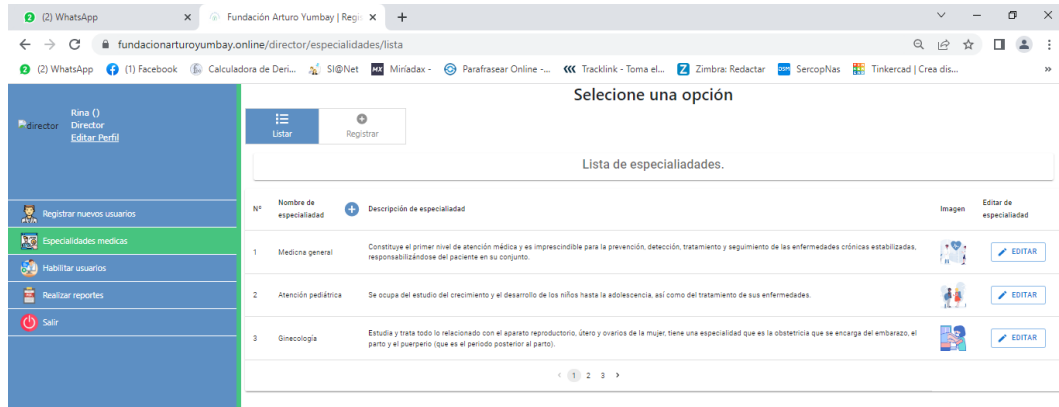 (2) WhatsApp
Fundación Arturo Yumbay | Regis
fundacionarturoyumbay.online/director/especialidades/lista
(2) WhatsApp (1) Facebook Calculadora de Deri... SI@Net Miríadax - Parafrasear Online -... Tracklink - Toma el... Zimbra: Redactar SercopNas Tinkercad | Crea dis... »
director
Rina ()
Director
Editar Perfil
Registrar nuevos usuarios
Especialidades medicas
Habilitar usuarios
Realizar reportes
Salir
Selecione una opción
Listar
Registrar
Lista de especialiadades.
Nº Nombre de especialiadad Descripción de especialiadad Imagen Editar de especialiadad
1 Medicna general Constituye el primer nivel de atención médica y es imprescindible para la prevención, detección, tratamiento y seguimiento de las enfermedades crónicas estabilizadas,
responsabilizándose del paciente en su conjunto. EDITAR
2 Atención pediátrica Se ocupa del estudio del crecimiento y el desarrollo de los niños hasta la adolescencia, así como del tratamiento de sus enfermedades. EDITAR
3 Ginecología Estudia y trata todo lo relacionado con el aparato reproductorio, útero y ovarios de la mujer, tiene una especialidad que es la obstetricia que se encarga del embarazo, el
parto y el puerperio (que es el periodo posterior al parto). EDITAR
1 2 3